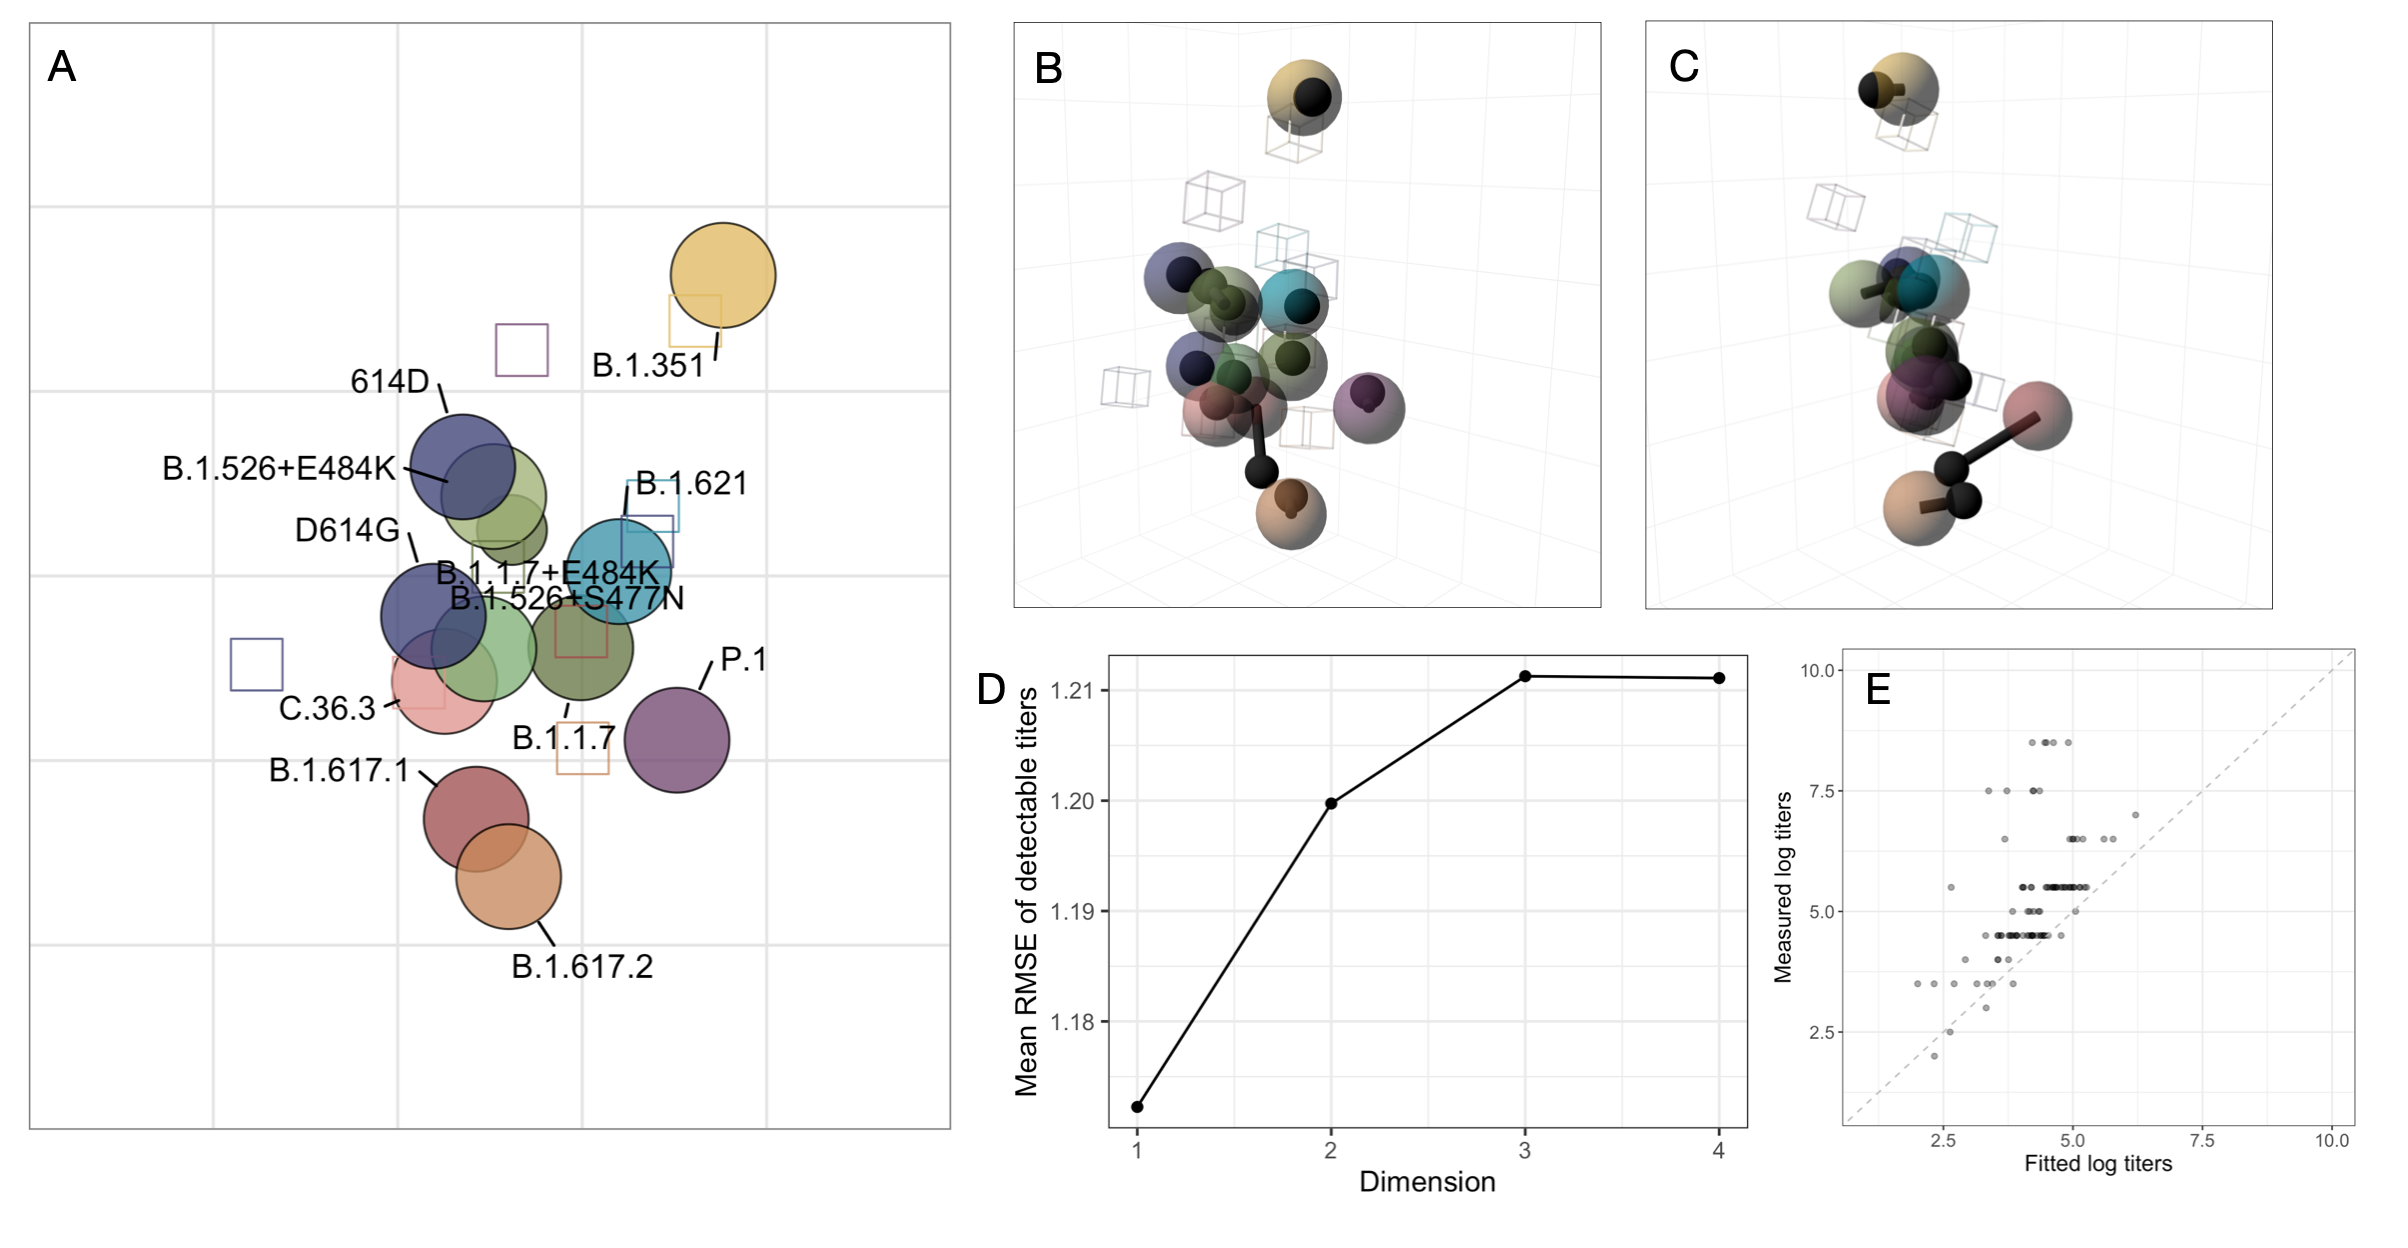 A
B.1.351
614D
B.1.526+E484K
B.1.621
D614G
B.1.1.7+E484K
B.1.526+S477N
P.1
C.36.3
B.1.1.7
B.1.617.1
B.1.617.2
B
C
D
Mean RMSE of detectable titers
1.21
1.20
1.19
1.18
1
2
3
4
Dimension
E
Measured log titers
10.0
7.5
5.0
2.5
2.5
5.0
7.5
10.0
Fitted log titers